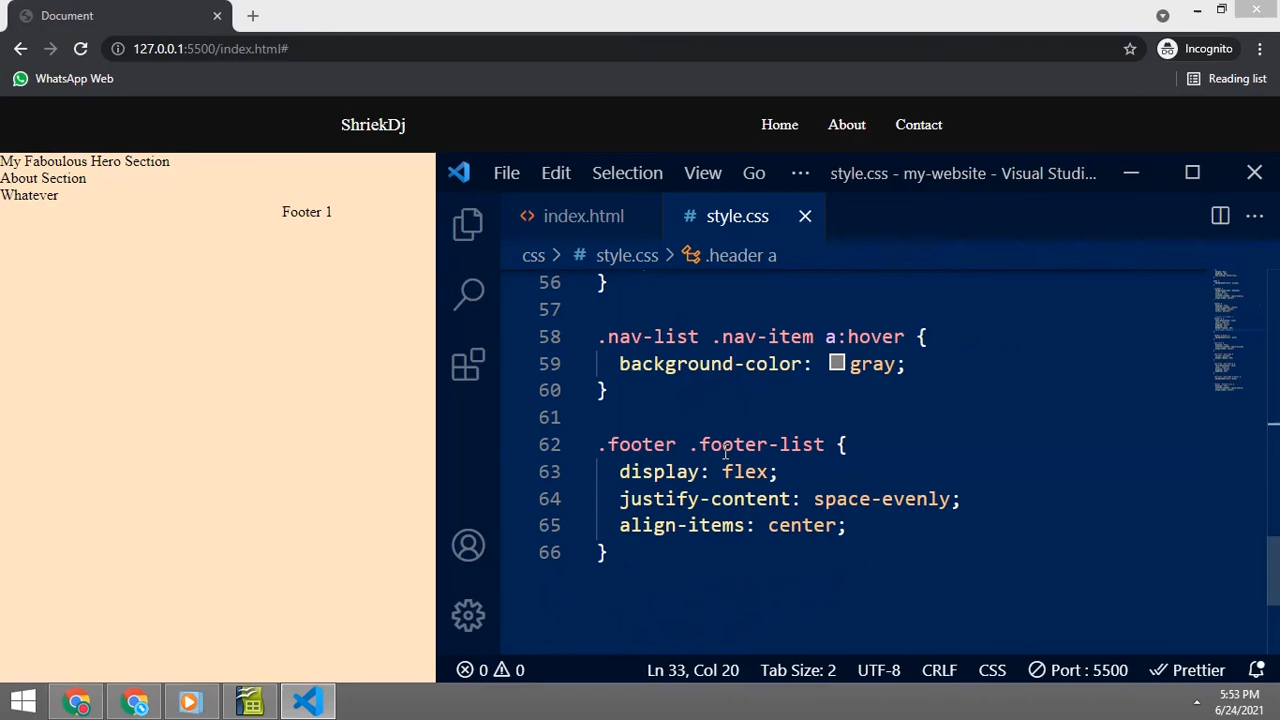 Document
127.0.0.1:5500/index.html#
Incognito
WhatsApp Web
Reading list
ShriekDj
Home About Contact
My Faboulous Hero Section
About Section
Whatever
Footer 1
File Edit Selection View Go ··· style.css - my-website - Visual Studi...
index.html
style.css
css > style.css > .header a
56 }
57
58 .nav-list .nav-item a:hover {
59 background-color: gray;
60 }
61
62 .footer .footer-list {
63 display: flex;
64 justify-content: space-evenly;
65 align-items: center;
66 }
0 0 Ln 33, Col 20 Tab Size: 2 UTF-8 CRLF CSS Port : 5500 Prettier
5:53 PM
6/24/2021